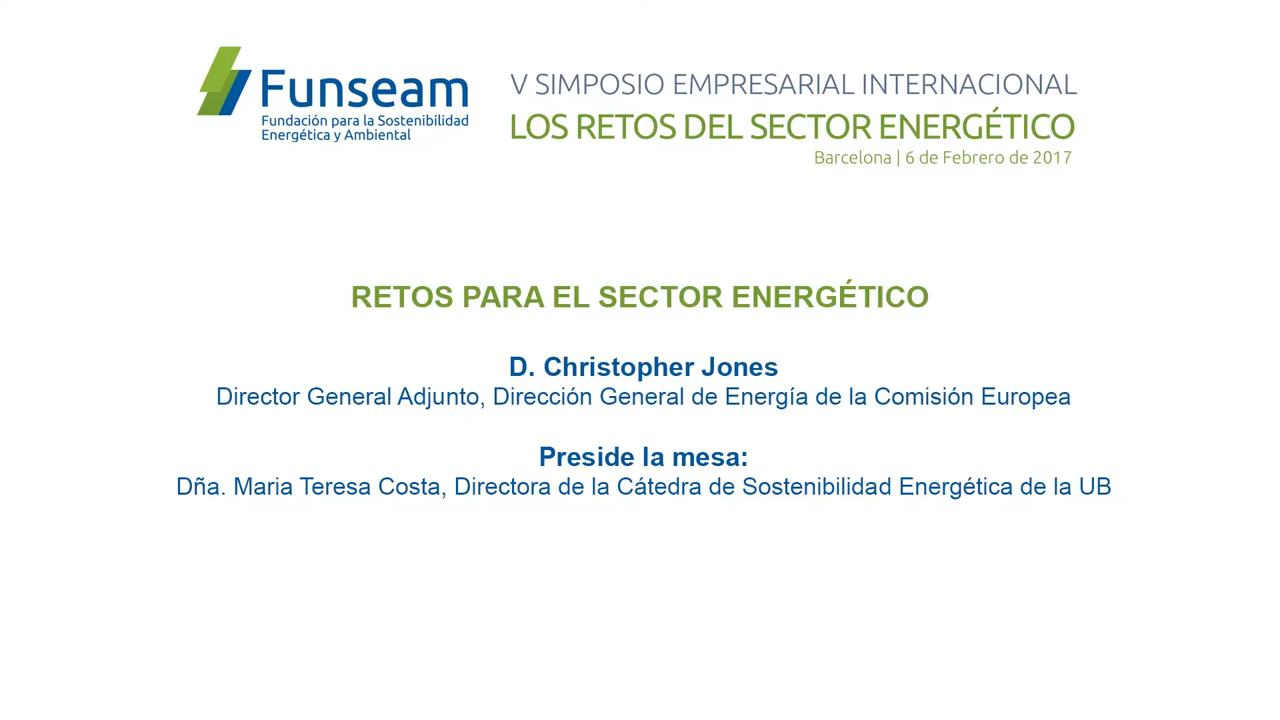 Funseam
Fundación para la Sostenibilidad
Energética y Ambiental
V SIMPOSIO EMPRESARIAL INTERNACIONAL
LOS RETOS DEL SECTOR ENERGÉTICO
Barcelona | 6 de Febrero de 2017
RETOS PARA EL SECTOR ENERGÉTICO
D. Christopher Jones
Director General Adjunto, Dirección General de Energía de la Comisión Europea
Preside la mesa:
Dña. Maria Teresa Costa, Directora de la Cátedra de Sostenibilidad Energética de la UB